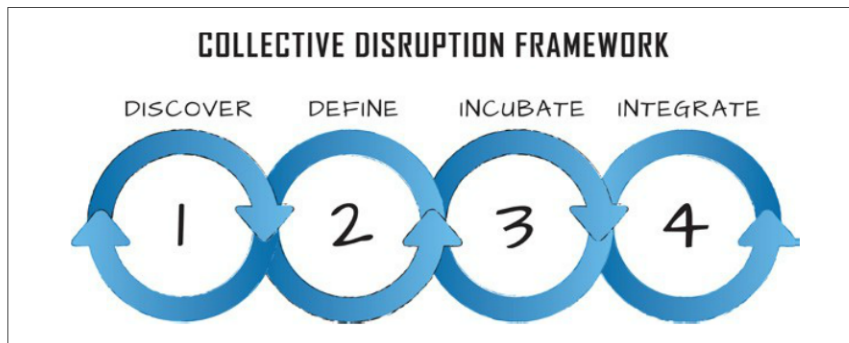 COLLECTIVE DISRUPTION FRAMEWORK
DISCOVER DEFINE INCUBATE INTEGRATE
1 2 3 4